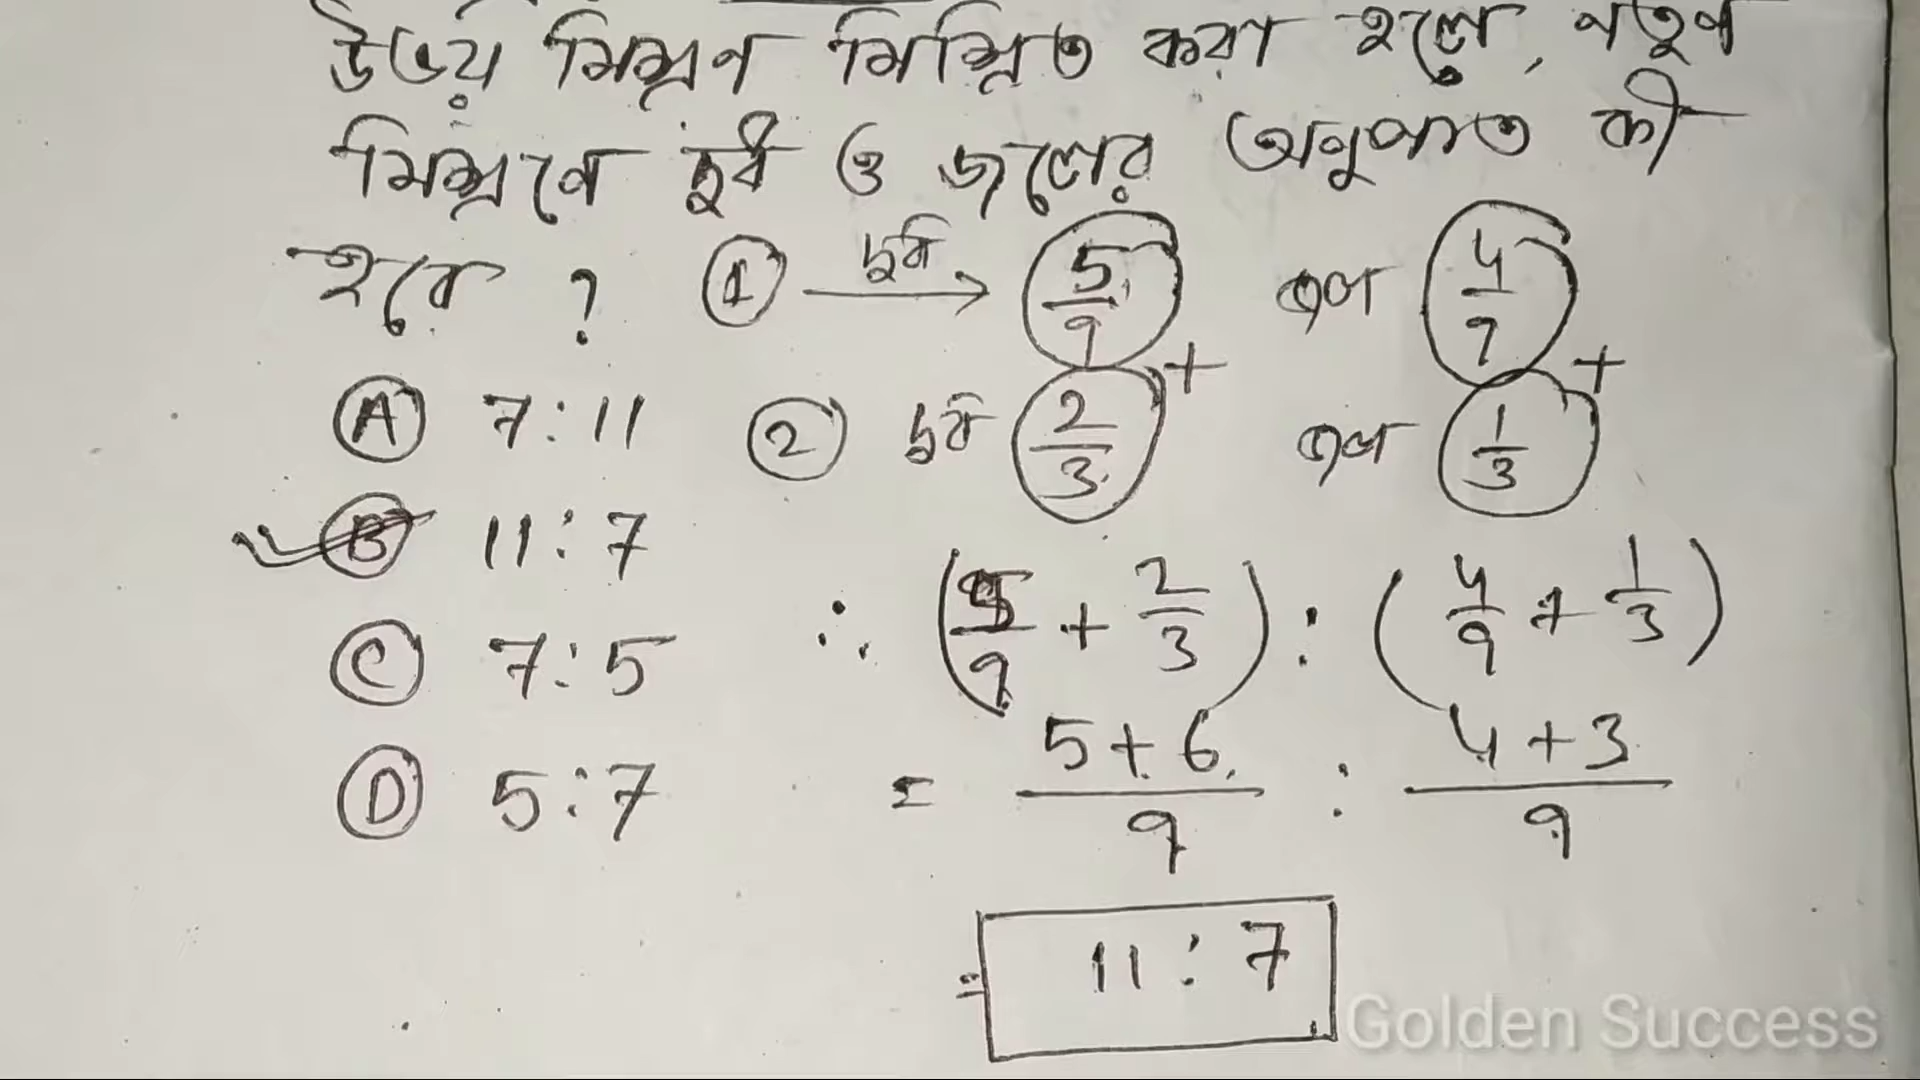 উভয় মিশ্রণ মিশ্রিত করা হলে, নতুন
মিশ্রনে দুধ ও জলের অনুপাত কী
হবে ? ① দুধ → 5/9 জল 4/9
Ⓐ 7:11 ② দুধ 2/3 + জল 1/3 +
Ⓑ 11:7
Ⓒ 7:5 ∴ (5/9 + 2/3) : (4/9 + 1/3)
Ⓓ 5:7 = 5+6/9 : 4+3/9
= 11:7
Golden Success